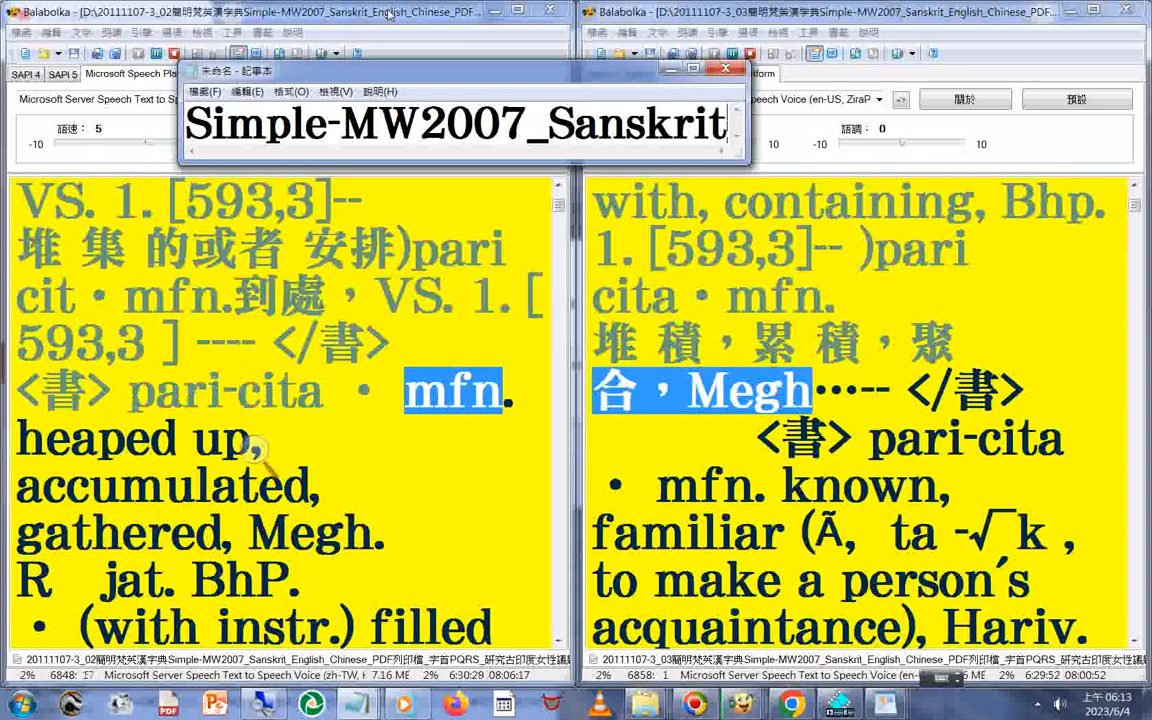 Balabolka - [D:\20111107-3_02簡明梵英漢字典Simple-MW2007_Sanskrit_English_Chinese_PDF...
Balabolka - [D:\20111107-3_03簡明梵英漢字典Simple-MW2007_Sanskrit_English_Chinese_PDF...
SAPI 4 SAPI 5 Microsoft Speech Pla
未命名 - 記事本
檔案(F) 編輯(E) 格式(O) 檢視(V) 說明(H)
Simple-MW2007_Sanskrit
Microsoft Server Speech Text to Sp
語速： 5
-10
peech Voice (en-US, ZiraP
關於
預設
語調： 0
10 -10 10
VS. 1. [593,3]--
堆 集 的或者 安排)pari
cit • mfn.到處，VS. 1. [
593,3 ] ---- </書>
<書> pari-cita • mfn.
heaped up,
accumulated,
gathered, Megh.
R jat. BhP.
• (with instr.) filled
with, containing, Bhp.
1. [593,3]-- )pari
cita • mfn.
堆 積，累 積，聚
合，Megh…-- </書>
<書> pari-cita
• mfn. known,
familiar (Ã, ta -√k ,
to make a person´s
acquaintance), Hariv.
20111107-3_02簡明梵英漢字典Simple-MW2007_Sanskrit_English_Chinese_PDF列印檔_字首PQRS_研究古印度女性議
20111107-3_03簡明梵英漢字典Simple-MW2007_Sanskrit_English_Chinese_PDF列印檔_字首PQRS_研究古印度女性議
2% 6848: 17 Microsoft Server Speech Text to Speech Voice (zh-TW, H 7.16 MB 2% 6:30:29 08:06:17
2% 6858: 1 Microsoft Server Speech Text to Speech Voice (en-US, Z 7.16 MB 2% 6:29:52 08:00:52
上午 06:13
2023/6/4